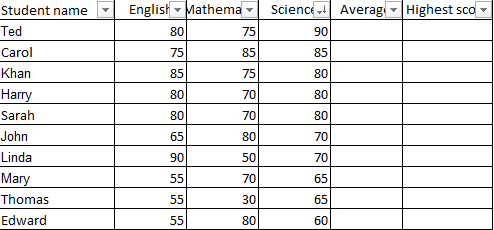 Student name English Mathema Science Average Highest sco
Ted 80 75 90
Carol 75 85 85
Khan 85 75 80
Harry 80 70 80
Sarah 80 70 80
John 65 80 70
Linda 90 50 70
Mary 55 70 65
Thomas 55 30 65
Edward 55 80 60